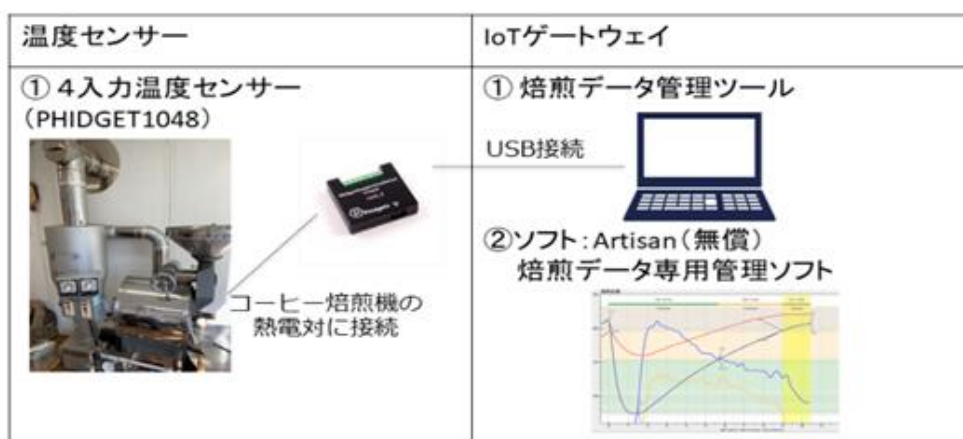 温度センサー
IoTゲートウェイ
① 4入力温度センサー
（PHIDGET1048）
コーヒー焙煎機の
熱電対に接続
① 焙煎データ管理ツール
USB接続
②ソフト：Artisan（無償）
焙煎データ専用管理ソフト